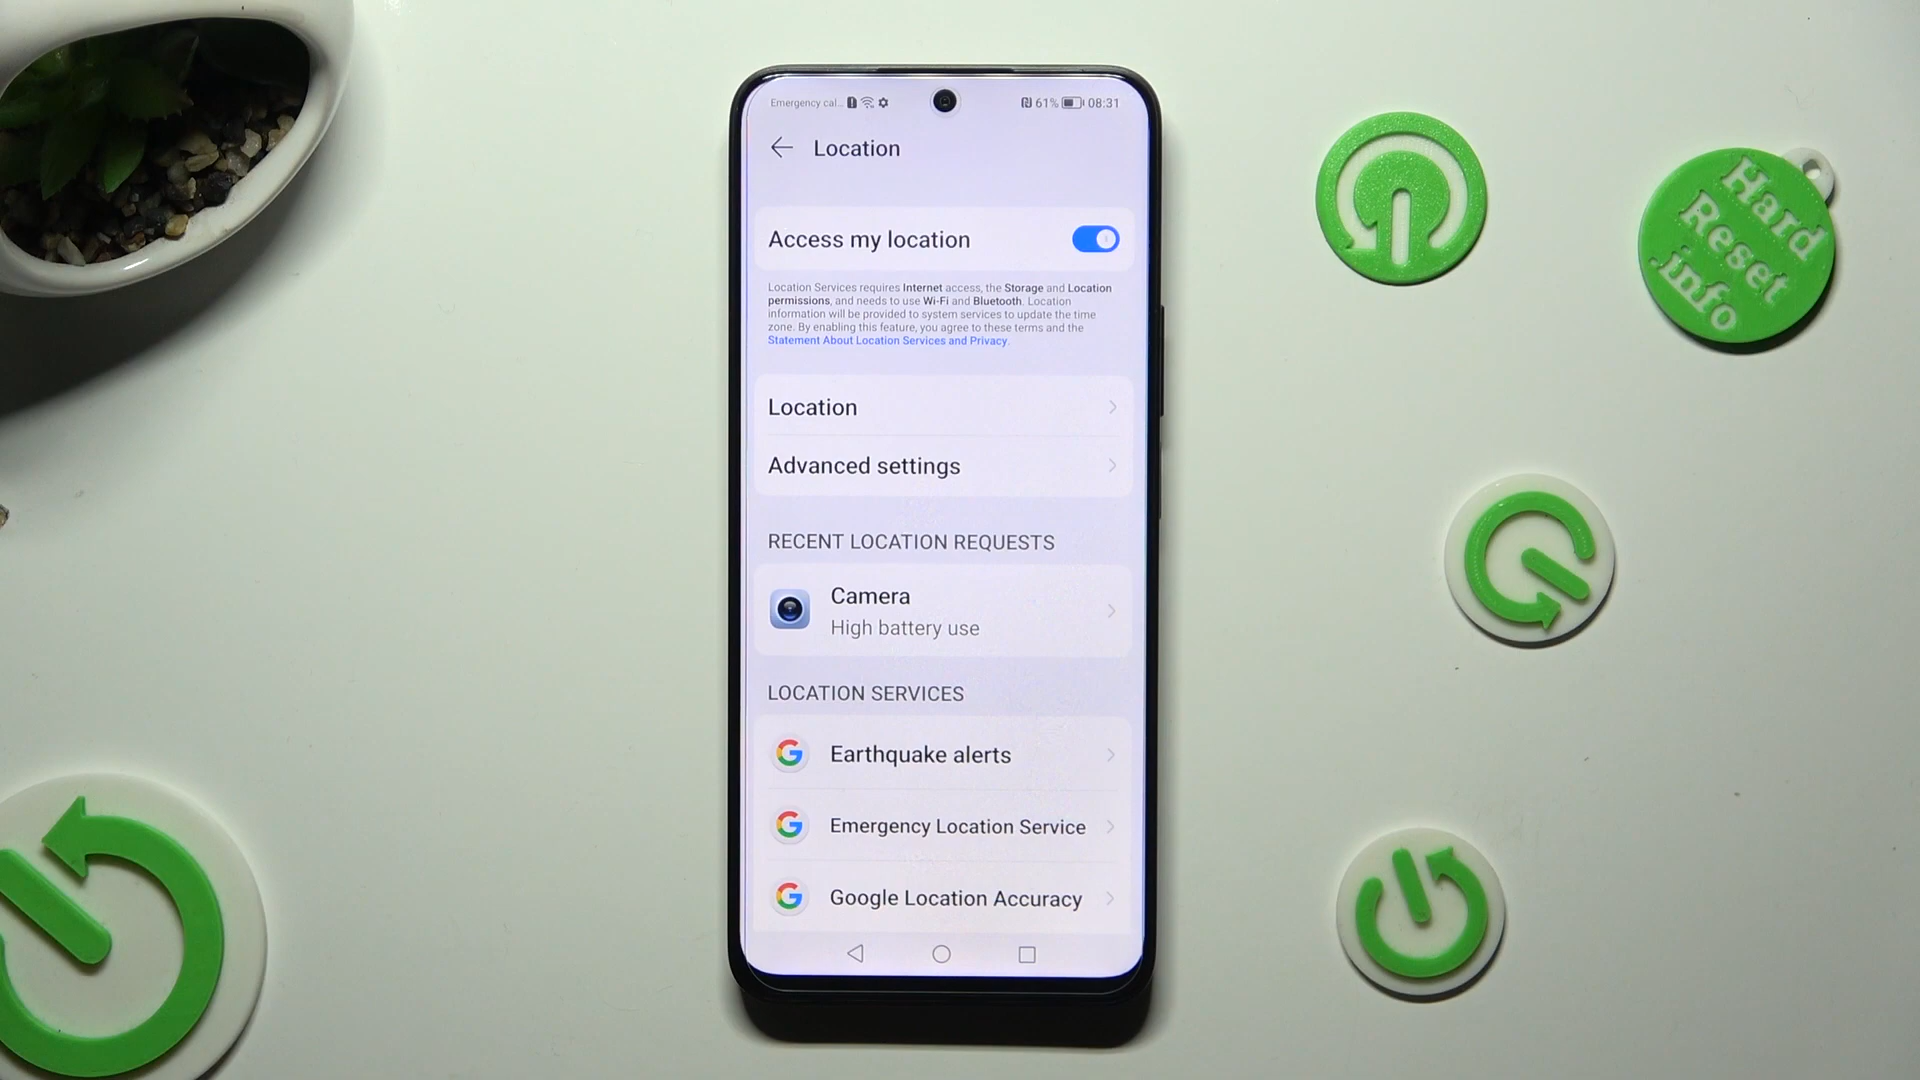 Emergency cal... 61% 08:31
Location
Access my location
Location Services requires Internet access, the Storage and Location
permissions, and needs to use Wi-Fi and Bluetooth. Location
information will be provided to system services to update the time
zone. By enabling this feature, you agree to these terms and the
Statement About Location Services and Privacy.
Location
Advanced settings
RECENT LOCATION REQUESTS
Camera
High battery use
LOCATION SERVICES
Earthquake alerts
Emergency Location Service
Google Location Accuracy
Hard
Reset
.info